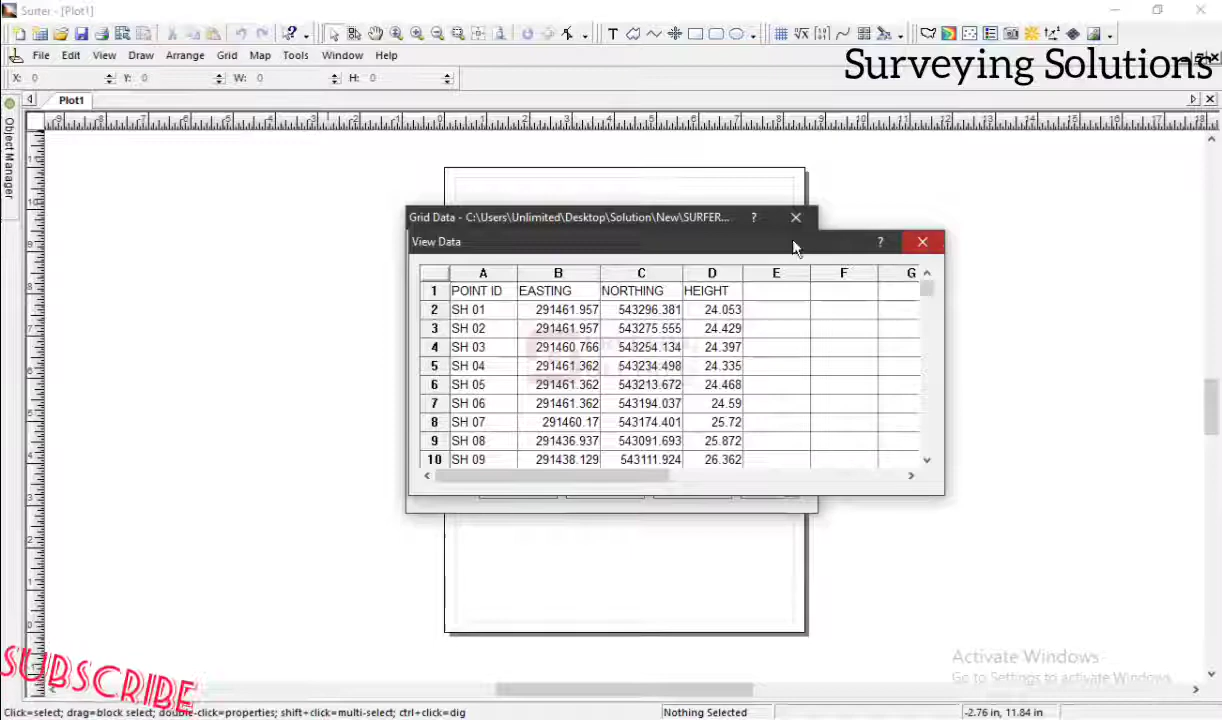 Surfer - [Plot1]
File Edit View Draw Arrange Grid Map Tools Window Help
Surveying Solutions
X: 0 Y: 0 W: 0 H: 0
Plot1
Object Manager
Grid Data - C:\Users\Unlimited\Desktop\Solution\New\SURFER... ?
View Data ?
A B C D E F G
1 POINT ID EASTING NORTHING HEIGHT
2 SH 01 291461.957 543296.381 24.053
3 SH 02 291461.957 543275.555 24.429
4 SH 03 291460.766 543254.134 24.397
5 SH 04 291461.362 543234.498 24.335
6 SH 05 291461.362 543213.672 24.468
7 SH 06 291461.362 543194.037 24.59
8 SH 07 291460.17 543174.401 25.72
9 SH 08 291436.937 543091.693 25.872
10 SH 09 291438.129 543111.924 26.362
Activate Windows
Go to Settings to activate Windows.
SUBSCRIBE
Click=select; drag=block select; double-click=properties; shift+click=multi-select; ctrl+click=dig
Nothing Selected
-2.76 in, 11.84 in